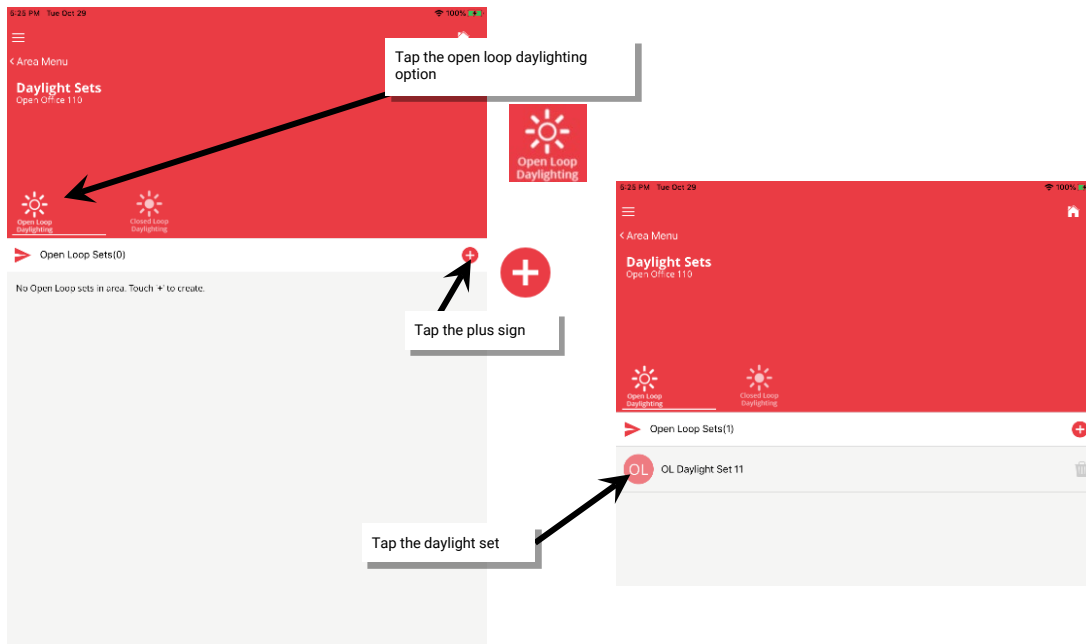 5:25 PM Tue Oct 29
100%
< Area Menu
Daylight Sets
Open Office 110
Tap the open loop daylighting
option
Open Loop
Daylighting
Open Loop
Daylighting
Closed Loop
Daylighting
Open Loop Sets(0)
No Open Loop sets in area. Touch '+' to create.
Tap the plus sign
5:25 PM Tue Oct 29
100%
< Area Menu
Daylight Sets
Open Office 110
Open Loop
Daylighting
Closed Loop
Daylighting
Open Loop Sets(1)
OL
OL Daylight Set 11
Tap the daylight set